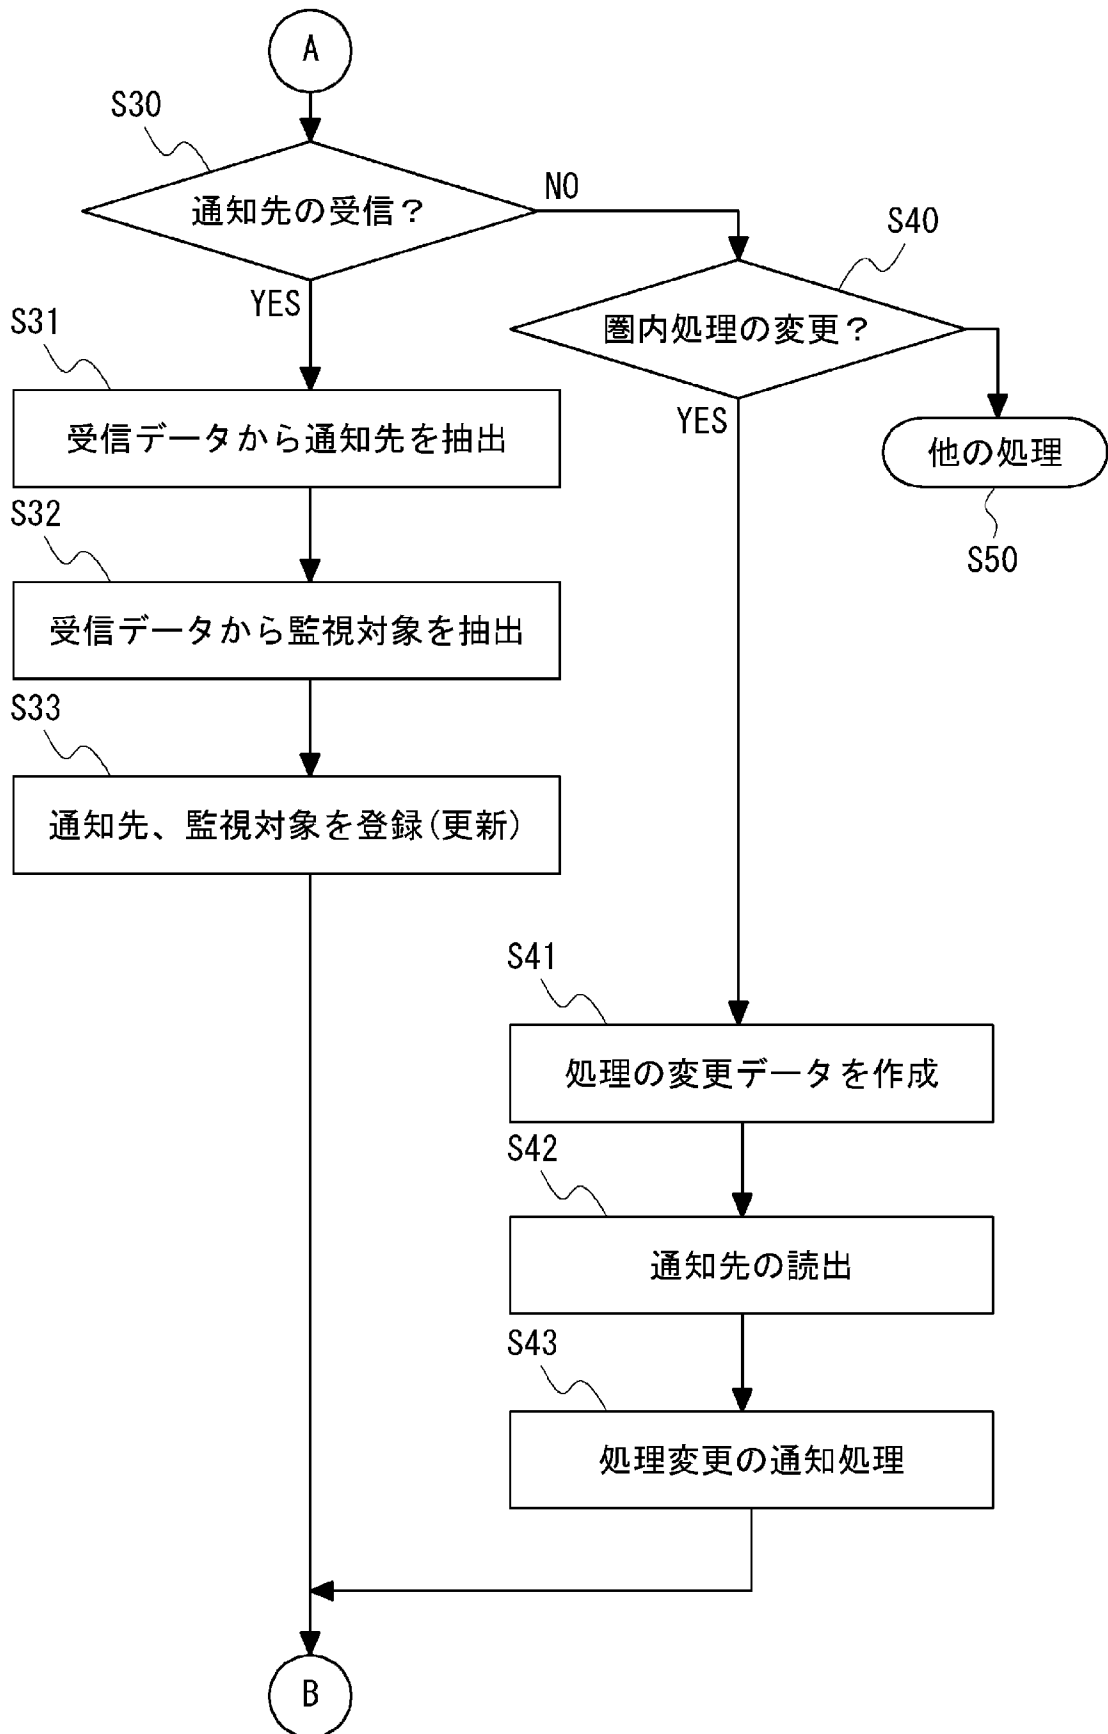 A
S30
通知先の受信?
NO
YES
S40
圏内処理の変更?
YES
他の処理
S50
S31
受信データから通知先を抽出
S32
受信データから監視対象を抽出
S33
通知先、監視対象を登録(更新)
S41
処理の変更データを作成
S42
通知先の読出
S43
処理変更の通知処理
B